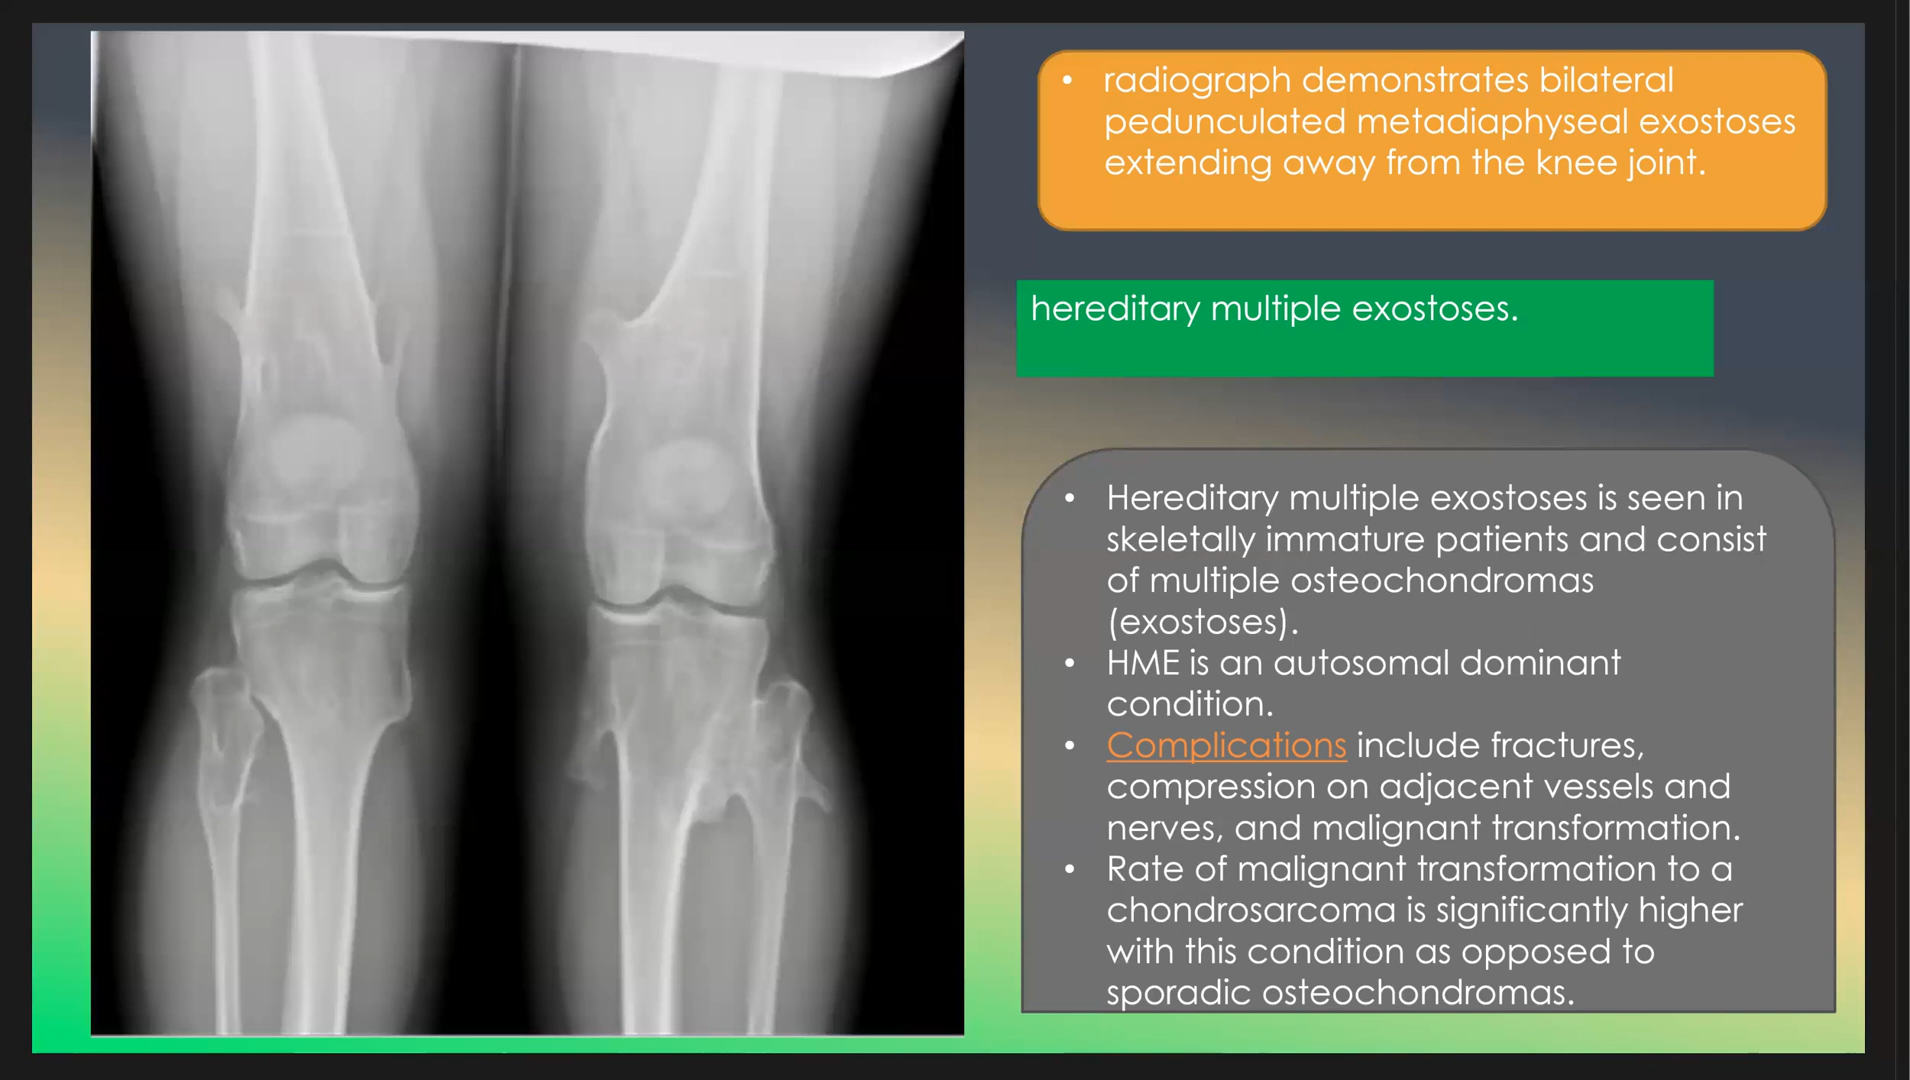 • radiograph demonstrates bilateral
pedunculated metadiaphyseal exostoses
extending away from the knee joint.
hereditary multiple exostoses.
• Hereditary multiple exostoses is seen in
skeletally immature patients and consist
of multiple osteochondromas
(exostoses).
• HME is an autosomal dominant
condition.
• Complications include fractures,
compression on adjacent vessels and
nerves, and malignant transformation.
• Rate of malignant transformation to a
chondrosarcoma is significantly higher
with this condition as opposed to
sporadic osteochondromas.